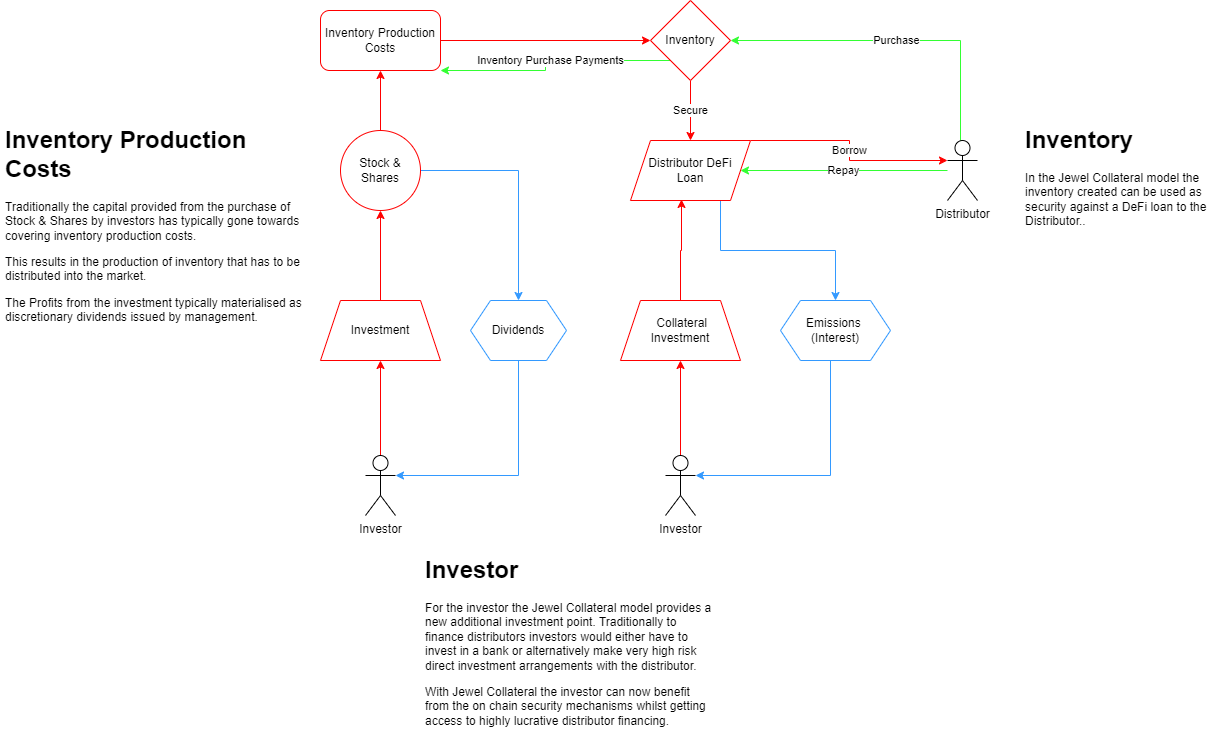 Inventory Production
Costs
Inventory
Purchase
Inventory Purchase Payments
Secure
Inventory Production
Costs
Traditionally the capital provided from the purchase of
Stock & Shares by investors has typically gone towards
covering inventory production costs.
This results in the production of inventory that has to be
distributed into the market.
The Profits from the investment typically materialised as
discretionary dividends issued by management.
Stock &
Shares
Distributor DeFi
Loan
Borrow
Repay
Distributor
Inventory
In the Jewel Collateral model the
inventory created can be used as
security against a DeFi loan to the
Distributor..
Investment
Dividends
Collateral
Investment
Emissions
(Interest)
Investor
Investor
Investor
For the investor the Jewel Collateral model provides a
new additional investment point. Traditionally to
finance distributors investors would either have to
invest in a bank or alternatively make very high risk
direct investment arrangements with the distributor.
With Jewel Collateral the investor can now benefit
from the on chain security mechanisms whilst getting
access to highly lucrative distributor financing.